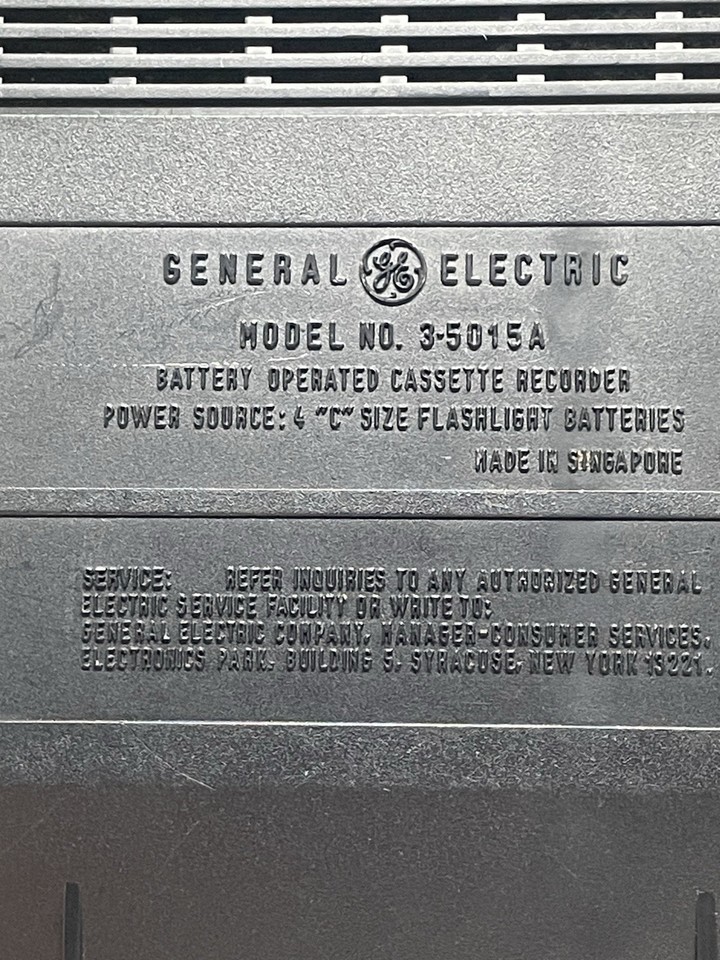 GENERAL GE ELECTRIC
MODEL NO. 3-5015A
BATTERY OPERATED CASSETTE RECORDER
POWER SOURCE: 4 "C" SIZE FLASHLIGHT BATTERIES
MADE IN SINGAPORE
SERVICE: REFER INQUIRIES TO ANY AUTHORIZED GENERAL
ELECTRIC SERVICE FACILITY OR WRITE TO:
GENERAL ELECTRIC COMPANY, MANAGER-CONSUMER SERVICES,
ELECTRONICS PARK, BUILDING 5, SYRACUSE, NEW YORK 13221.